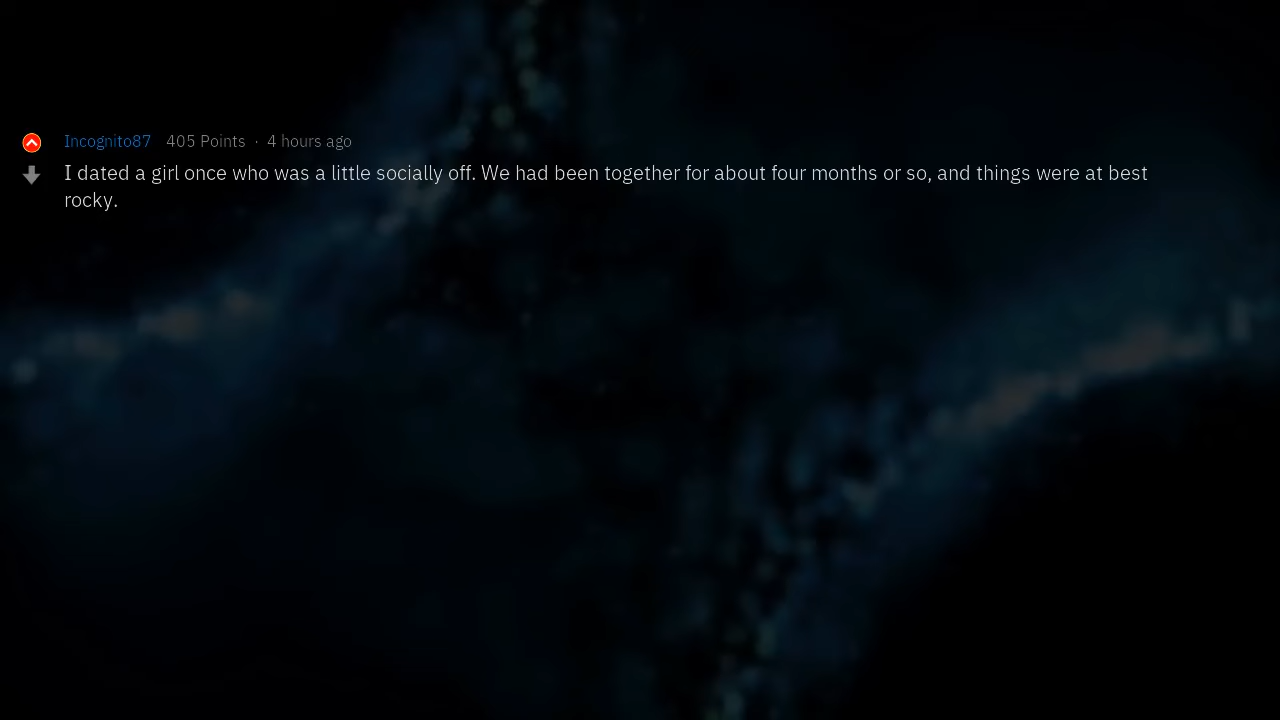 Incognito87 405 Points · 4 hours ago
I dated a girl once who was a little socially off. We had been together for about four months or so, and things were at best
rocky.